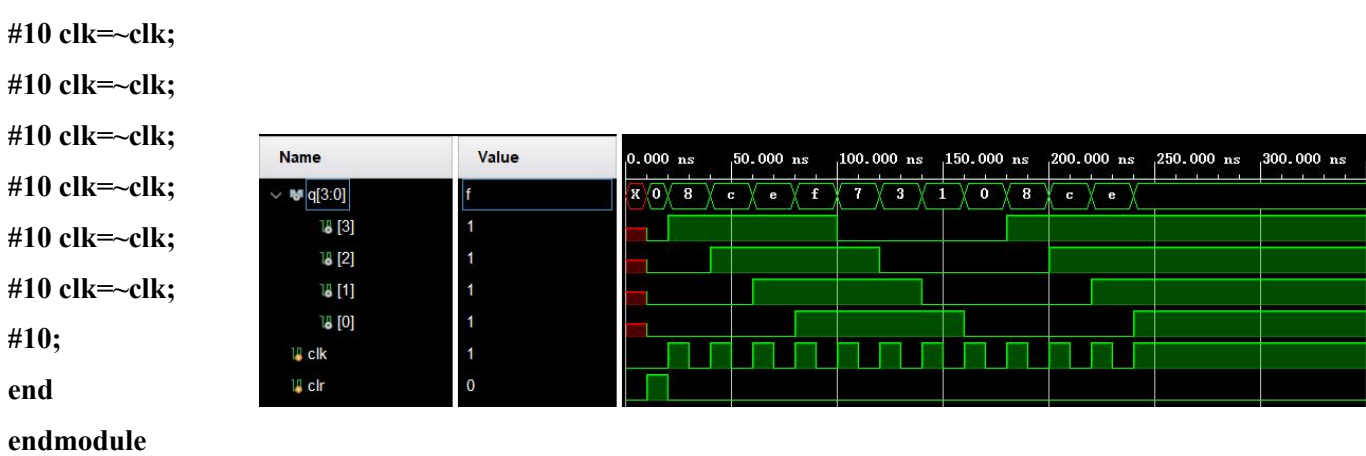 #10 clk=~clk;
#10 clk=~clk;
#10 clk=~clk;
#10 clk=~clk;
#10 clk=~clk;
#10 clk=~clk;
#10;
end
endmodule
Name Value 0.000 ns 50.000 ns 100.000 ns 150.000 ns 200.000 ns 250.000 ns 300.000 ns
q[3:0] f X 0 8 c e f 7 3 1 0 8 c e
[3] 1
[2] 1
[1] 1
[0] 1
clk 1
clr 0